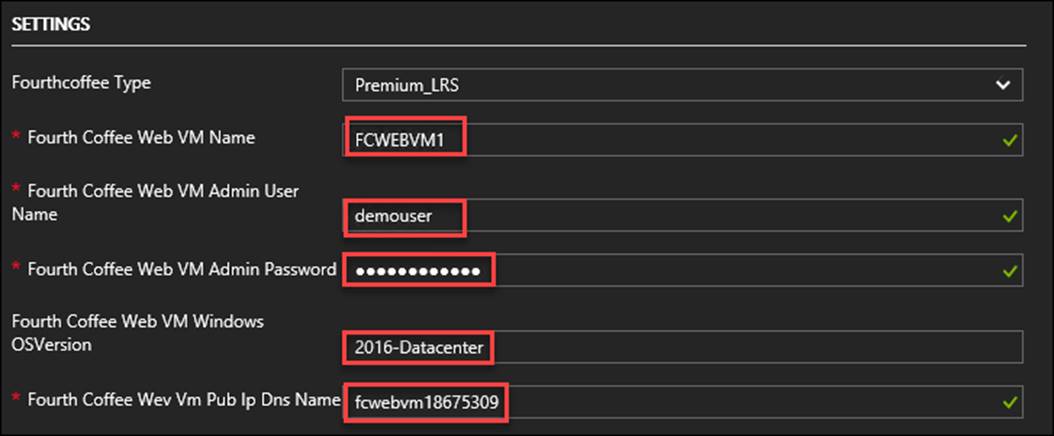 SETTINGS
Fourthcoffee Type
Premium_LRS
* Fourth Coffee Web VM Name
FCWEBVM1
* Fourth Coffee Web VM Admin User
Name
demouser
* Fourth Coffee Web VM Admin Password
••••••••••••
Fourth Coffee Web VM Windows
OSVersion
2016-Datacenter
* Fourth Coffee Wev Vm Pub Ip Dns Name
fcwebvm18675309